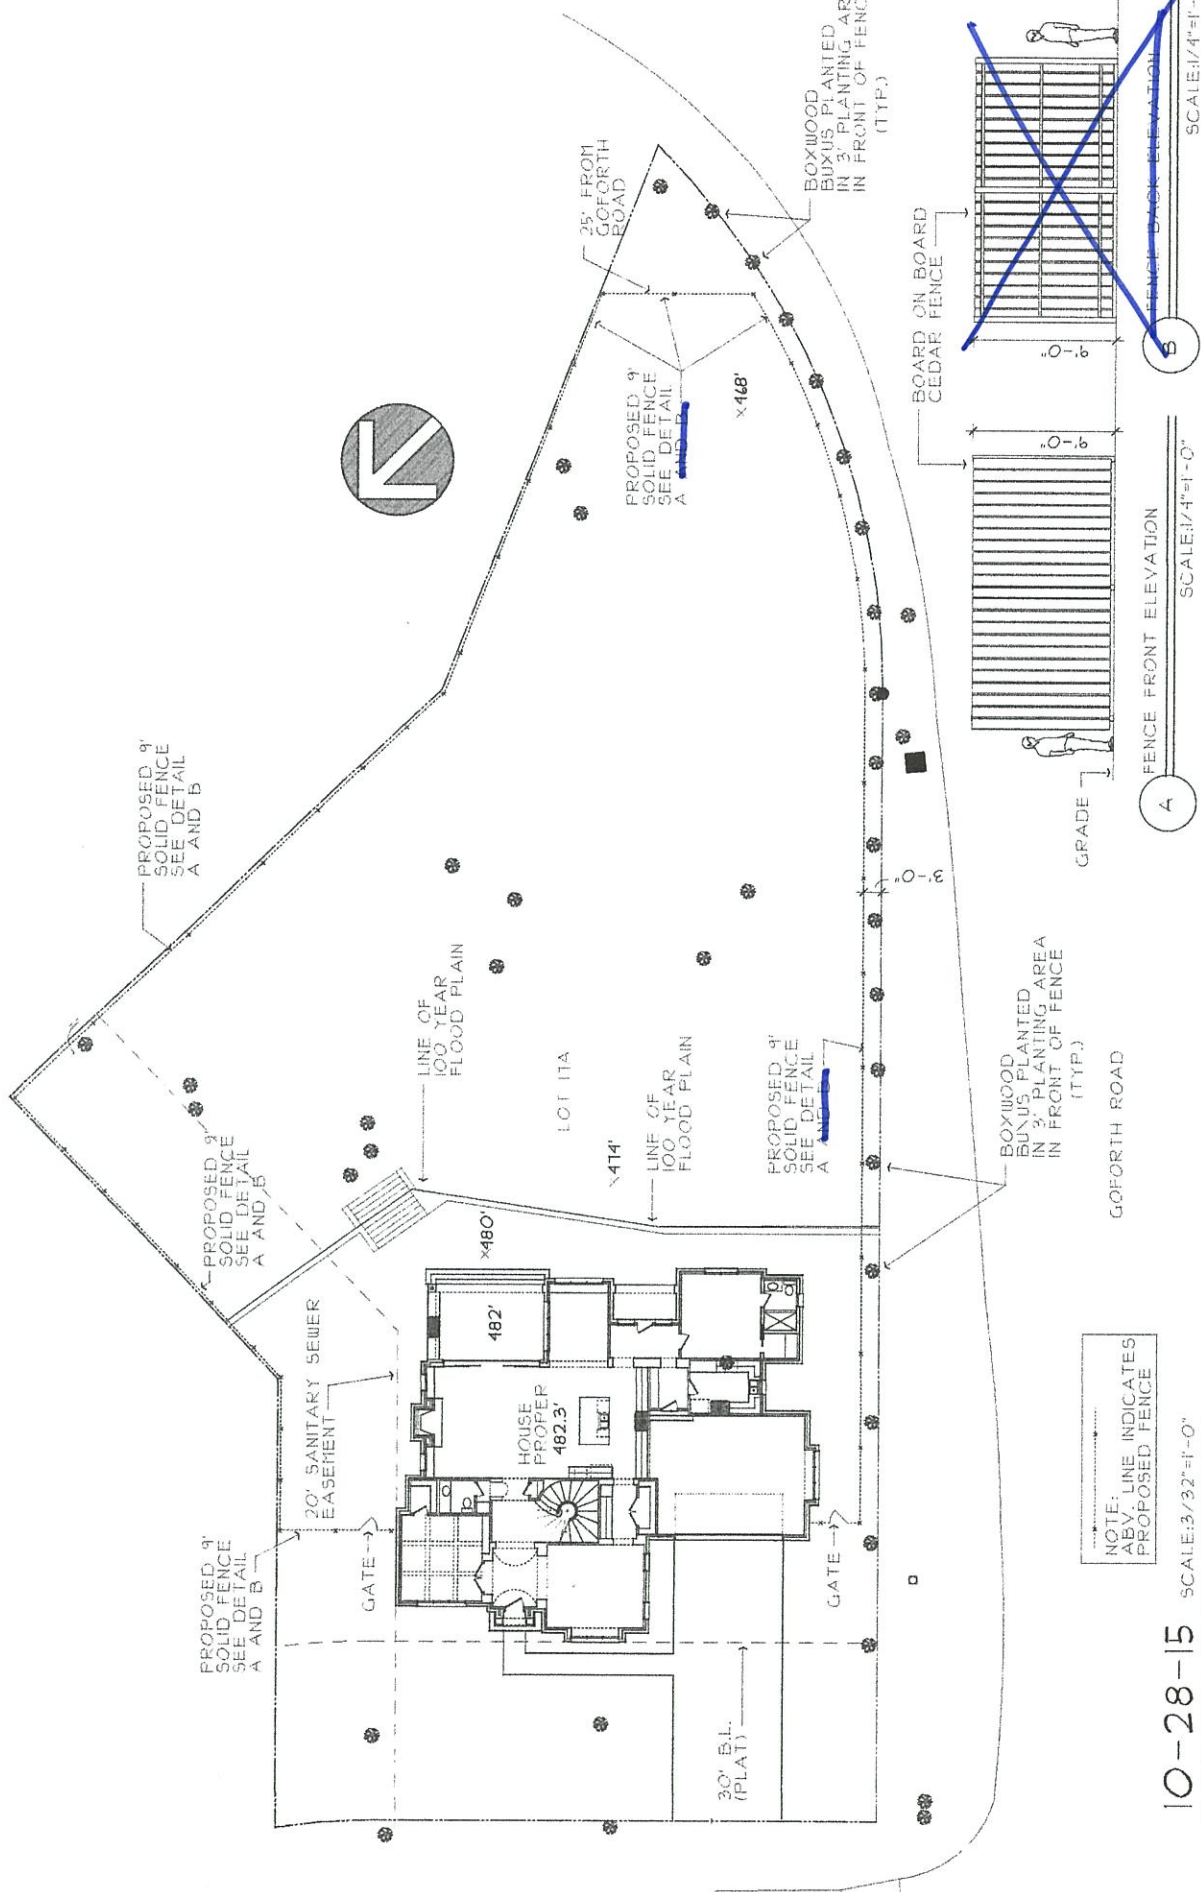 PROPOSED 9'
SOLID FENCE
SEE DETAIL
A AND B
GATE
20' SANITARY SEWER
EASEMENT
PROPOSED 9'
SOLID FENCE
SEE DETAIL
A AND B
PROPOSED 9'
SOLID FENCE
SEE DETAIL
A AND B
LINE OF
100 YEAR
FLOOD PLAIN
LOT 17A
×474'
×480'
482'
HOUSE
PROPER
482.3'
LINE OF
100 YEAR
FLOOD PLAIN
PROPOSED 9'
SOLID FENCE
SEE DETAIL
A
30' B.L.
(PLAT)
GATE
3'-0"
25' FROM
GOFORTH
ROAD
PROPOSED 9'
SOLID FENCE
SEE DETAIL
A
×468'
BOXWOOD
BUXUS PLANTED
IN 3' PLANTING AR
IN FRONT OF FENC
(TYP.)
BOXWOOD
BUXUS PLANTED
IN 3' PLANTING AREA
IN FRONT OF FENCE
(TYP.)
GOFORTH ROAD
NOTE:
ABV. LINE INDICATES
PROPOSED FENCE
10-28-15
SCALE:3/32"=1'-0"
GRADE
BOARD ON BOARD
CEDAR FENCE
9'-0"
9'-0"
A
FENCE FRONT ELEVATION
SCALE:1/4"=1'-0"
B
FENCE BACK ELEVATION
SCALE:1/4"=1'-